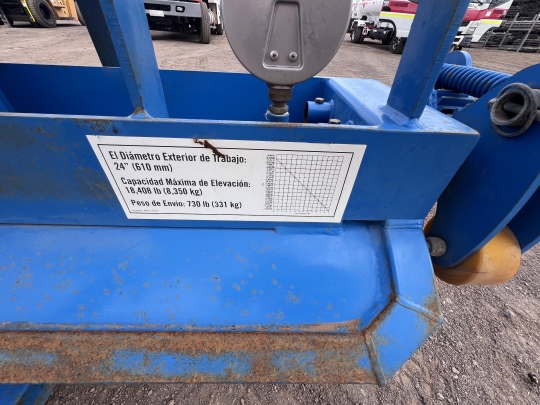 El Diámetro Exterior de Trabajo:
24" (610 mm)
Capacidad Máxima de Elevación:
18,408 lb (8,350 kg)
Peso de Envío: 730 lb (331 kg)